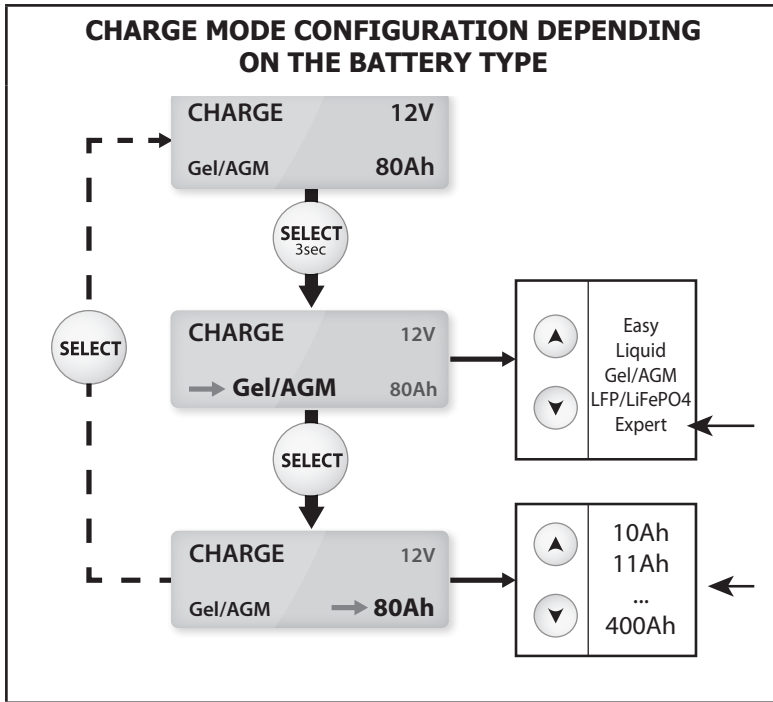 CHARGE MODE CONFIGURATION DEPENDING
ON THE BATTERY TYPE
CHARGE 12V
Gel/AGM 80Ah
SELECT
3sec
CHARGE 12V
Gel/AGM 80Ah
Easy
Liquid
Gel/AGM
LFP/LiFePO4
Expert
SELECT
SELECT
CHARGE 12V
Gel/AGM 80Ah
10Ah
11Ah
...
400Ah